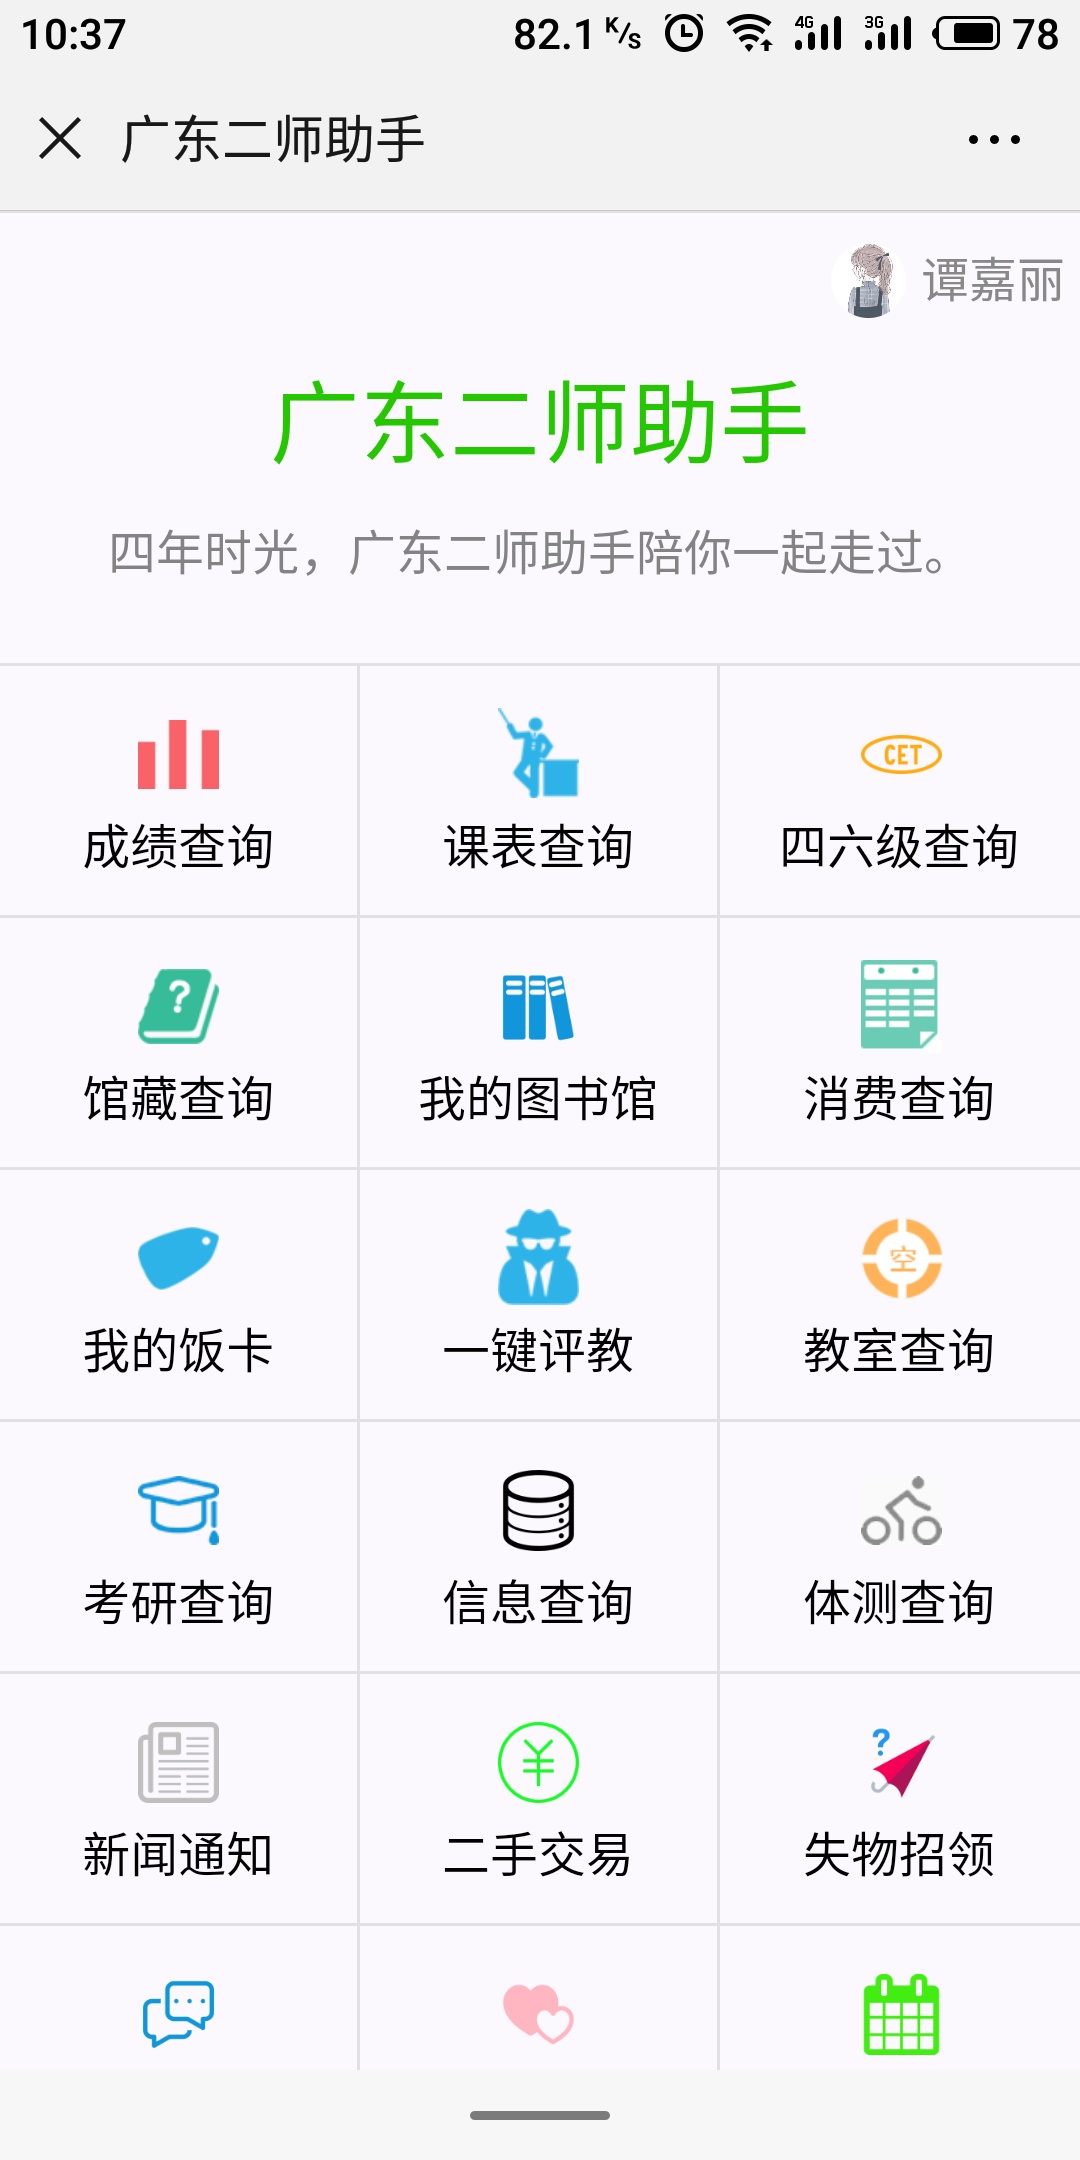 10:37 82.1 K/s 4G 3G 78
广东二师助手
谭嘉丽
广东二师助手
四年时光，广东二师助手陪你一起走过。
CET
成绩查询 课表查询 四六级查询
?
馆藏查询 我的图书馆 消费查询
空
我的饭卡 一键评教 教室查询
考研查询 信息查询 体测查询
¥ ?
新闻通知 二手交易 失物招领